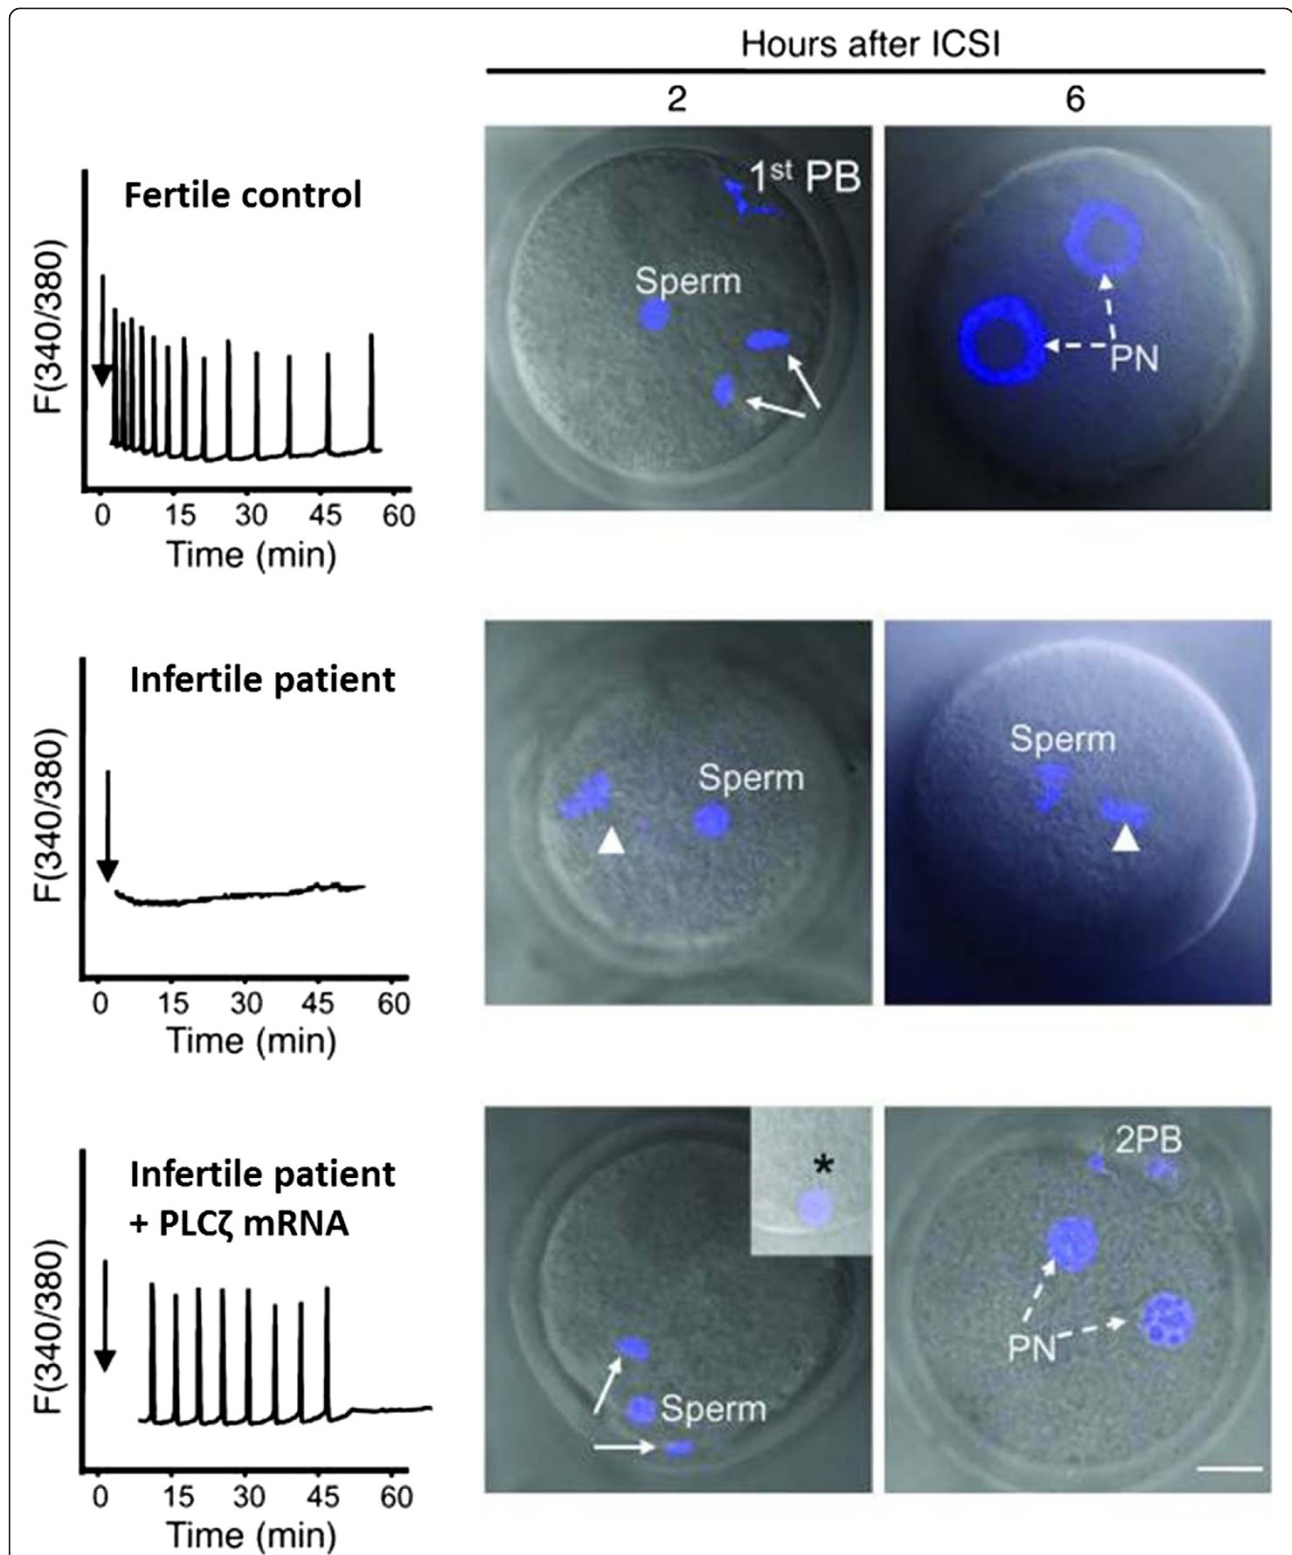 Hours after ICSI
2
6
Fertile control
F(340/380)
0 15 30 45 60
Time (min)
1st PB
Sperm
PN
Infertile patient
F(340/380)
0 15 30 45 60
Time (min)
Sperm
Sperm
Infertile patient
+ PLCζ mRNA
F(340/380)
0 15 30 45 60
Time (min)
*
Sperm
2PB
PN